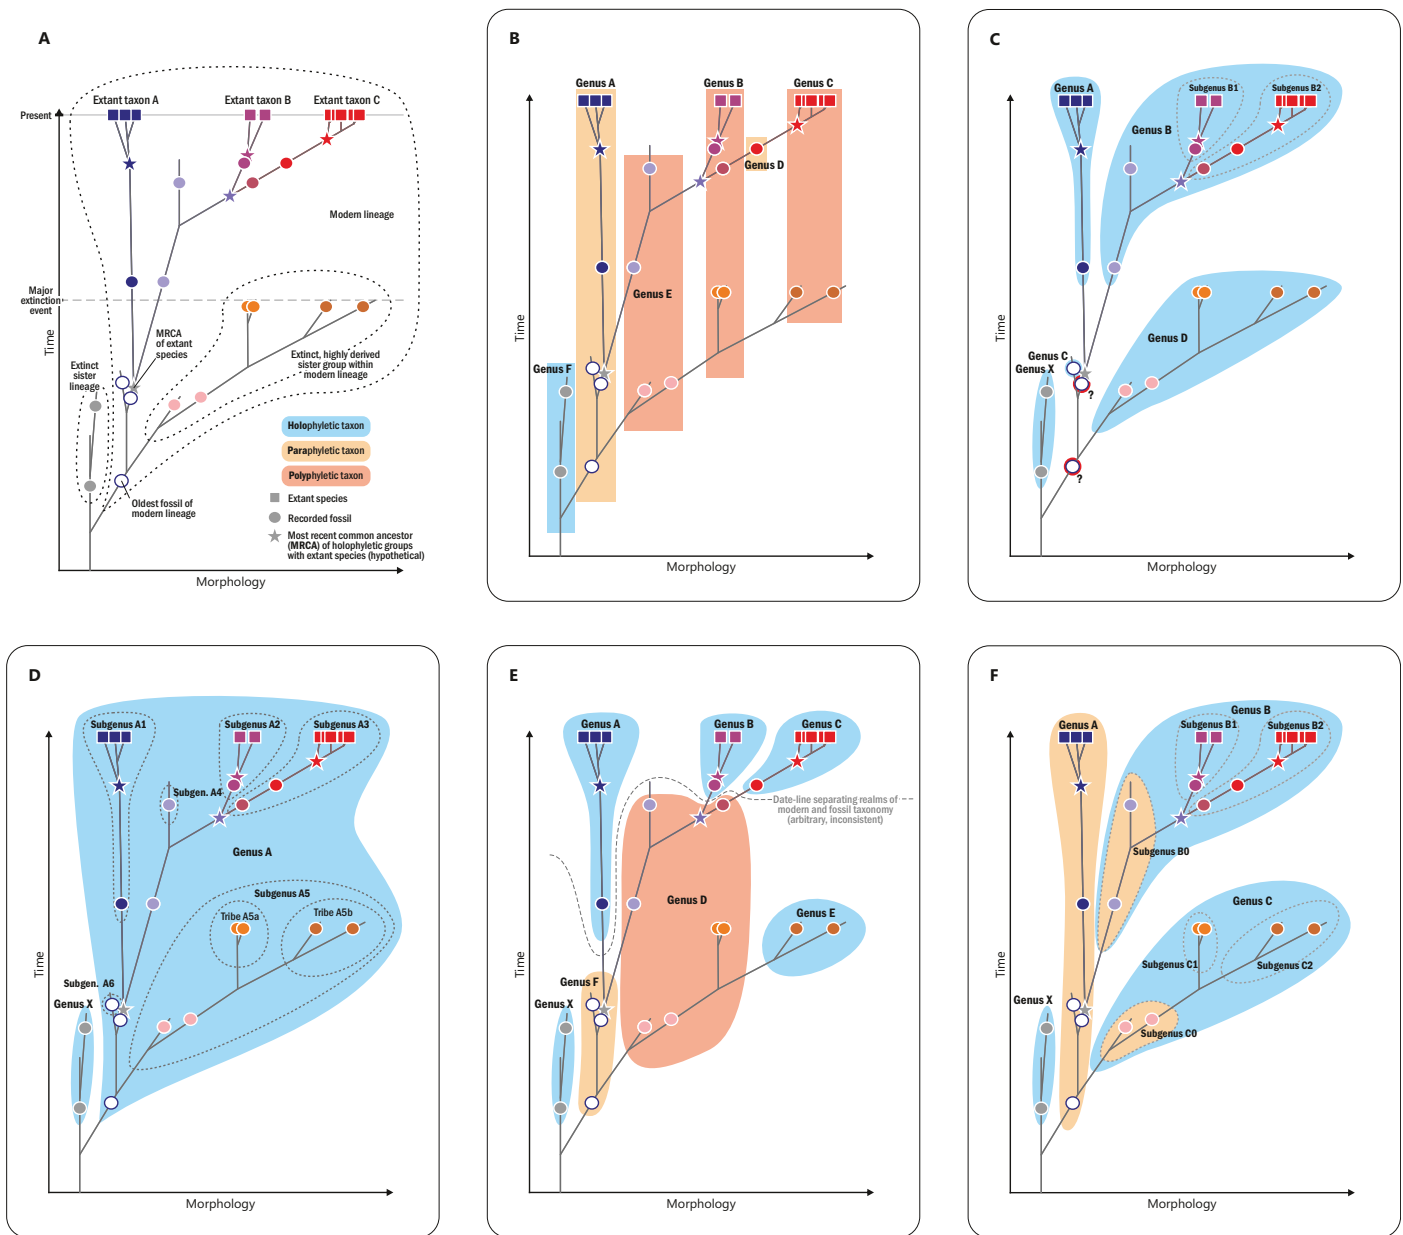 A
Extant taxon A
Extant taxon B
Extant taxon C
Present
Modern lineage
Major
extinction
event
Time
MRCA
of extant
species
Extinct
sister
lineage
Extinct, highly derived
sister group within
modern lineage
Holophyletic taxon
Paraphyletic taxon
Polyphyletic taxon
Extant species
Recorded fossil
Most recent common ancestor
(MRCA) of holophyletic groups
with extant species (hypothetical)
Oldest fossil of
modern lineage
Morphology
B
Genus A
Genus B
Genus C
Genus D
Genus E
Genus F
Time
Morphology
C
Genus A
Subgenus B1
Subgenus B2
Genus B
Genus D
Genus C
Genus X
?
?
Time
Morphology
D
Subgenus A1
Subgenus A2
Subgenus A3
Subgen. A4
Genus A
Subgenus A5
Tribe A5a
Tribe A5b
Subgen. A6
Genus X
Time
Morphology
E
Genus A
Genus B
Genus C
Date-line separating realms of
modern and fossil taxonomy
(arbitrary, inconsistent)
Genus D
Genus E
Genus F
Genus X
Time
Morphology
F
Genus B
Genus A
Subgenus B1
Subgenus B2
Subgenus B0
Genus C
Subgenus C1
Subgenus C2
Genus X
Subgenus C0
Time
Morphology